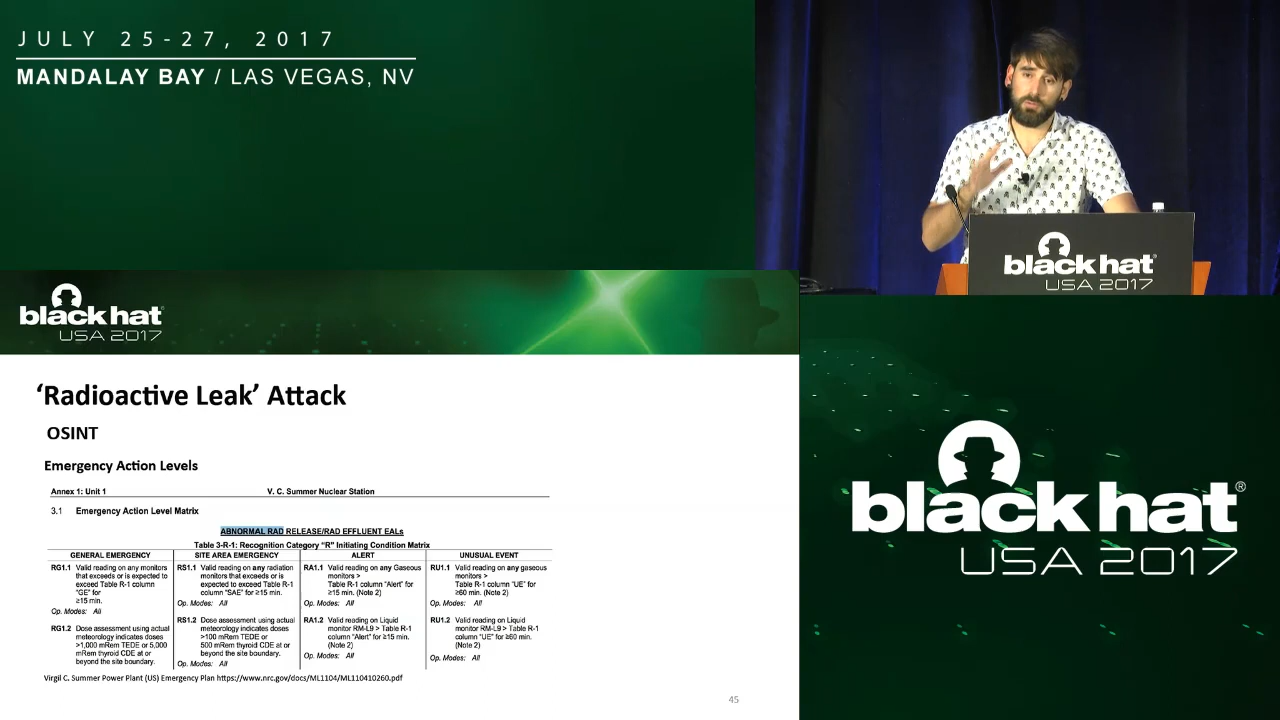 JULY 25-27, 2017
MANDALAY BAY / LAS VEGAS, NV
black hat
USA 2017
black hat
USA 2017
‘Radioactive Leak’ Attack
OSINT
Emergency Action Levels
Annex 1: Unit 1 V. C. Summer Nuclear Station
3.1 Emergency Action Level Matrix
ABNORMAL RAD RELEASE/RAD EFFLUENT EALs
Table 3-R-1: Recognition Category "R" Initiating Condition Matrix
GENERAL EMERGENCY SITE AREA EMERGENCY ALERT UNUSUAL EVENT
RG1.1 Valid reading on any monitors
that exceeds or is expected to
exceed Table R-1 column
"GE" for
≥15 min.
Op. Modes: All
RS1.1 Valid reading on any radiation
monitors that exceeds or is
expected to exceed Table R-1
column "SAE" for ≥15 min.
Op. Modes: All
RA1.1 Valid reading on any Gaseous
monitors >
Table R-1 column "Alert" for
≥15 min. (Note 2)
Op. Modes: All
RU1.1 Valid reading on any gaseous
monitors >
Table R-1 column "UE" for
≥60 min. (Note 2)
Op. Modes: All
RG1.2 Dose assessment using actual
meteorology indicates doses
>1,000 mRem TEDE or 5,000
mRem thyroid CDE at or
beyond the site boundary.
RS1.2 Dose assessment using actual
meteorology indicates doses
>100 mRem TEDE or
500 mRem thyroid CDE at or
beyond the site boundary.
Op. Modes: All
RA1.2 Valid reading on Liquid
monitor RM-L9 > Table R-1
column "Alert" for ≥15 min.
(Note 2)
Op. Modes: All
RU1.2 Valid reading on Liquid
monitor RM-L9 > Table R-1
column "UE" for ≥60 min.
(Note 2)
Op. Modes: All
Virgil C. Summer Power Plant (US) Emergency Plan https://www.nrc.gov/docs/ML1104/ML110410260.pdf
45
black hat®
USA 2017